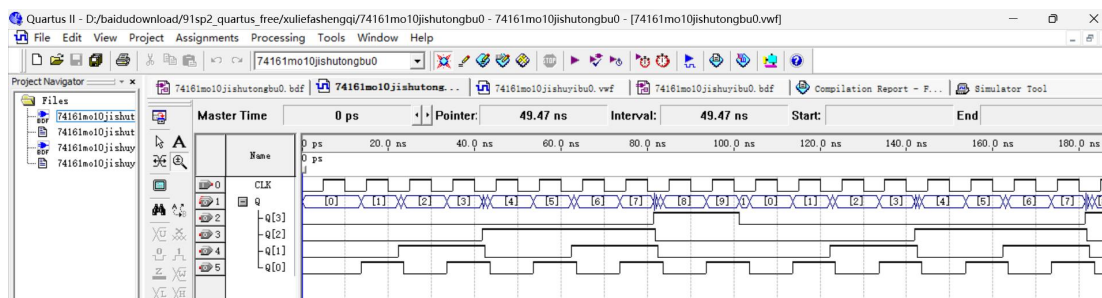 Quartus II - D:/baidudownload/91sp2_quartus_free/xuliefashengqi/74161mo10jishutongbu0 - 74161mo10jishutongbu0 - [74161mo10jishutongbu0.vwf]
File Edit View Project Assignments Processing Tools Window Help
74161mo10jishutongbu0
Project Navigator
74161mo10jishutongbu0.bdf 74161mo10jishutong... 74161mo10jishuyibu0.vwf 74161mo10jishuyibu0.bdf Compilation Report - F... Simulator Tool
Files
74161mo10jishut
74161mo10jishut
74161mo10jishuy
74161mo10jishuy
Master Time 0 ps Pointer: 49.47 ns Interval: 49.47 ns Start: End
Name
0 ps 20.0 ns 40.0 ns 60.0 ns 80.0 ns 100.0 ns 120.0 ns 140.0 ns 160.0 ns 180.0 ns
0 ps
0 CLK
1 Q [0] [1] [2] [3] [4] [5] [6] [7] [8] [9] [0] [1] [2] [3] [4] [5] [6] [7]
2 Q[3]
3 Q[2]
4 Q[1]
5 Q[0]